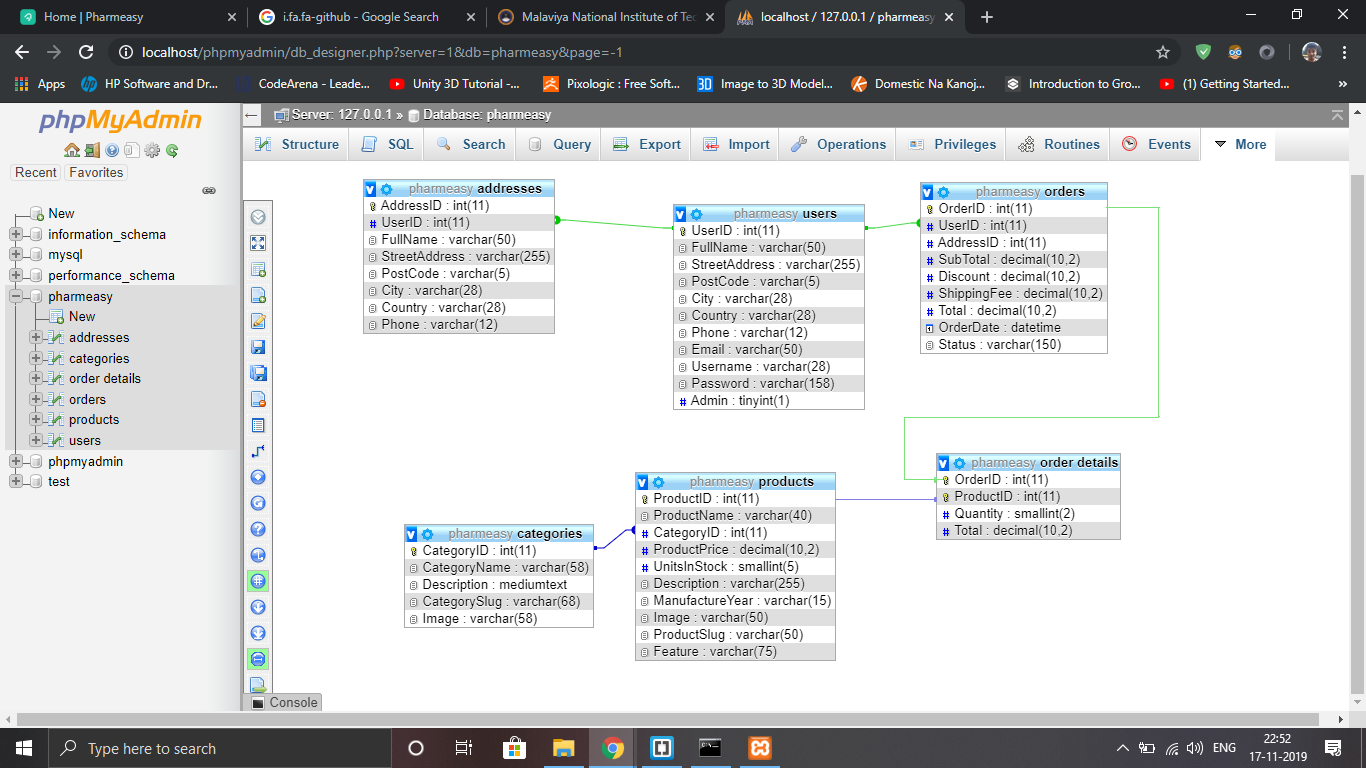 Home | Pharmeasy
i.fa.fa-github - Google Search
Malaviya National Institute of Tec
localhost / 127.0.0.1 / pharmeasy
localhost/phpmyadmin/db_designer.php?server=1&db=pharmeasy&page=-1
Apps
HP Software and Dr...
CodeArena - Leade...
Unity 3D Tutorial -...
Pixologic : Free Soft...
3D
Image to 3D Model...
Domestic Na Kanoj...
Introduction to Gro...
(1) Getting Started...
»
phpMyAdmin
Recent
Favorites
New
information_schema
mysql
performance_schema
pharmeasy
New
addresses
categories
order details
orders
products
users
phpmyadmin
test
Server: 127.0.0.1 » Database: pharmeasy
Structure
SQL
Search
Query
Export
Import
Operations
Privileges
Routines
Events
More
pharmeasy addresses
AddressID : int(11)
UserID : int(11)
FullName : varchar(50)
StreetAddress : varchar(255)
PostCode : varchar(5)
City : varchar(28)
Country : varchar(28)
Phone : varchar(12)
pharmeasy users
UserID : int(11)
FullName : varchar(50)
StreetAddress : varchar(255)
PostCode : varchar(5)
City : varchar(28)
Country : varchar(28)
Phone : varchar(12)
Email : varchar(50)
Username : varchar(28)
Password : varchar(158)
Admin : tinyint(1)
pharmeasy orders
OrderID : int(11)
UserID : int(11)
AddressID : int(11)
SubTotal : decimal(10,2)
Discount : decimal(10,2)
ShippingFee : decimal(10,2)
Total : decimal(10,2)
OrderDate : datetime
Status : varchar(150)
pharmeasy categories
CategoryID : int(11)
CategoryName : varchar(58)
Description : mediumtext
CategorySlug : varchar(68)
Image : varchar(58)
pharmeasy products
ProductID : int(11)
ProductName : varchar(40)
CategoryID : int(11)
ProductPrice : decimal(10,2)
UnitsInStock : smallint(5)
Description : varchar(255)
ManufactureYear : varchar(15)
Image : varchar(50)
ProductSlug : varchar(50)
Feature : varchar(75)
pharmeasy order details
OrderID : int(11)
ProductID : int(11)
Quantity : smallint(2)
Total : decimal(10,2)
Console
Type here to search
ENG
22:52
17-11-2019